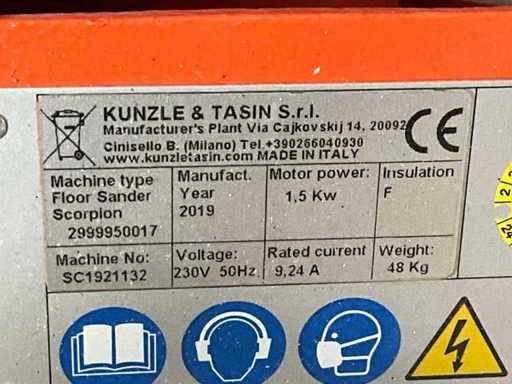 KUNZLE & TASIN S.r.l.
Manufacturer's Plant Via Cajkovskij 14, 20092
Cinisello B. (Milano) Tel.+390266040930
www.kunzletasin.com MADE IN ITALY
CE
Machine type
Floor Sander
Scorpion
2999950017
Manufact.
Year
2019
Motor power:
1,5 Kw
Insulation
F
Machine No:
SC1921132
Voltage:
230V 50Hz
Rated current
9,24 A
Weight:
48 Kg